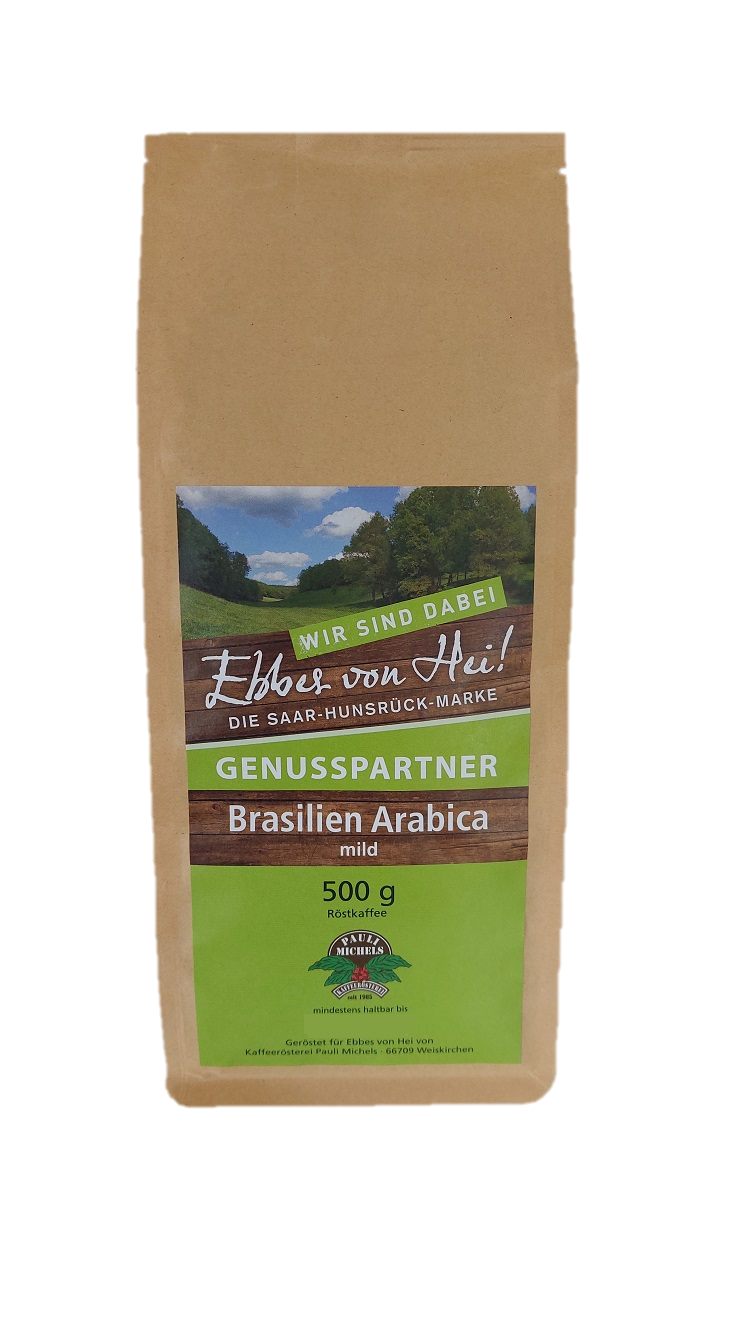 WIR SIND DABEI
Ebbes von Hei!
DIE SAAR-HUNSRÜCK-MARKE
GENUSSPARTNER
Brasilien Arabica
mild
500 g
Röstkaffee
PAULI
MICHELS
KAFFEERÖSTEREI
seit 1985
mindestens haltbar bis
Geröstet für Ebbes von Hei von
Kaffeerösterei Pauli Michels · 66709 Weiskirchen